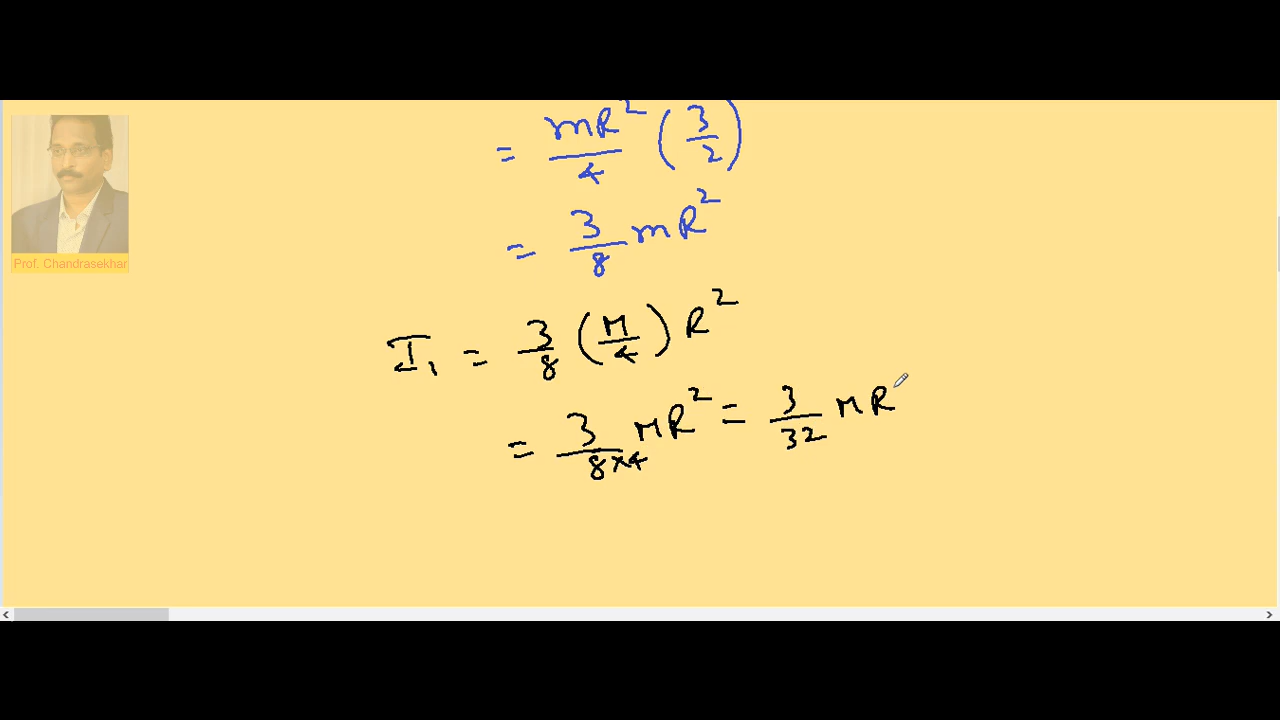 = mR²/4 (3/2)
= 3/8 mR²
I₁ = 3/8 (M/4) R²
= 3/8×4 MR² = 3/32 MR
Prof. Chandrasekhar